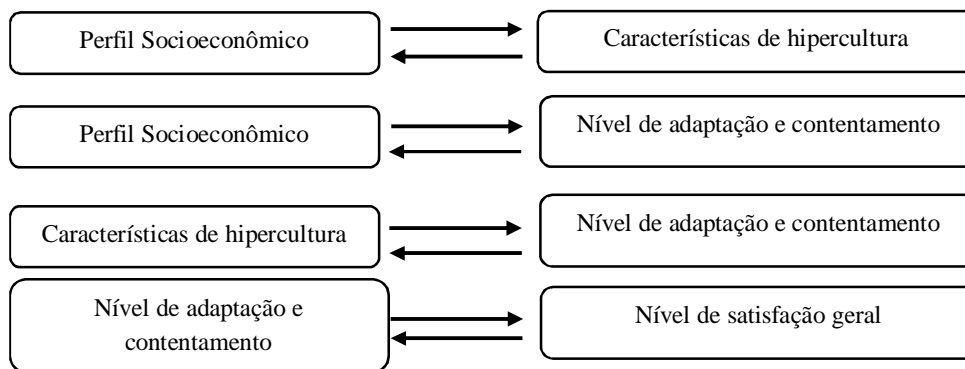 Perfil Socioeconômico
Características de hipercultura
Perfil Socioeconômico
Nível de adaptação e contentamento
Características de hipercultura
Nível de adaptação e contentamento
Nível de adaptação e
contentamento
Nível de satisfação geral